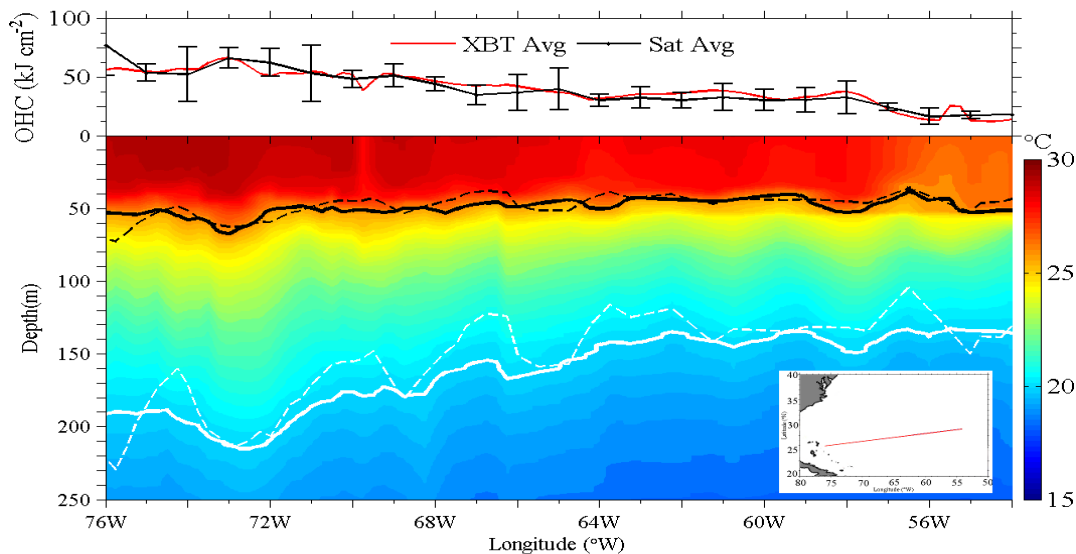 OHC (kJ cm-2)
100
50
0
XBT Avg
Sat Avg
°C
30
25
20
15
Depth(m)
50
100
150
200
250
76W
72W
68W
64W
60W
56W
Longitude (°W)
Latitude (°N)
40
35
30
25
20
80
75
70
65
60
55
50
Longitude (°W)